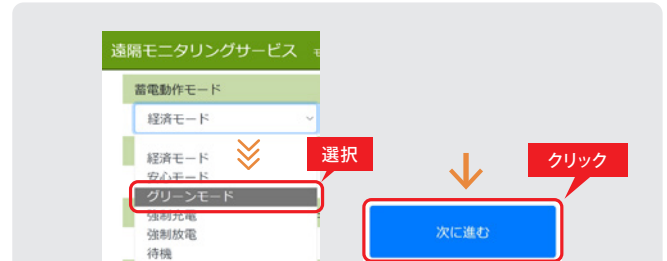 遠隔モニタリングサービス
蓄電動作モード
経済モード
経済モード
安心モード
グリーンモード
強制充電
強制放電
待機
選択
クリック
次に進む